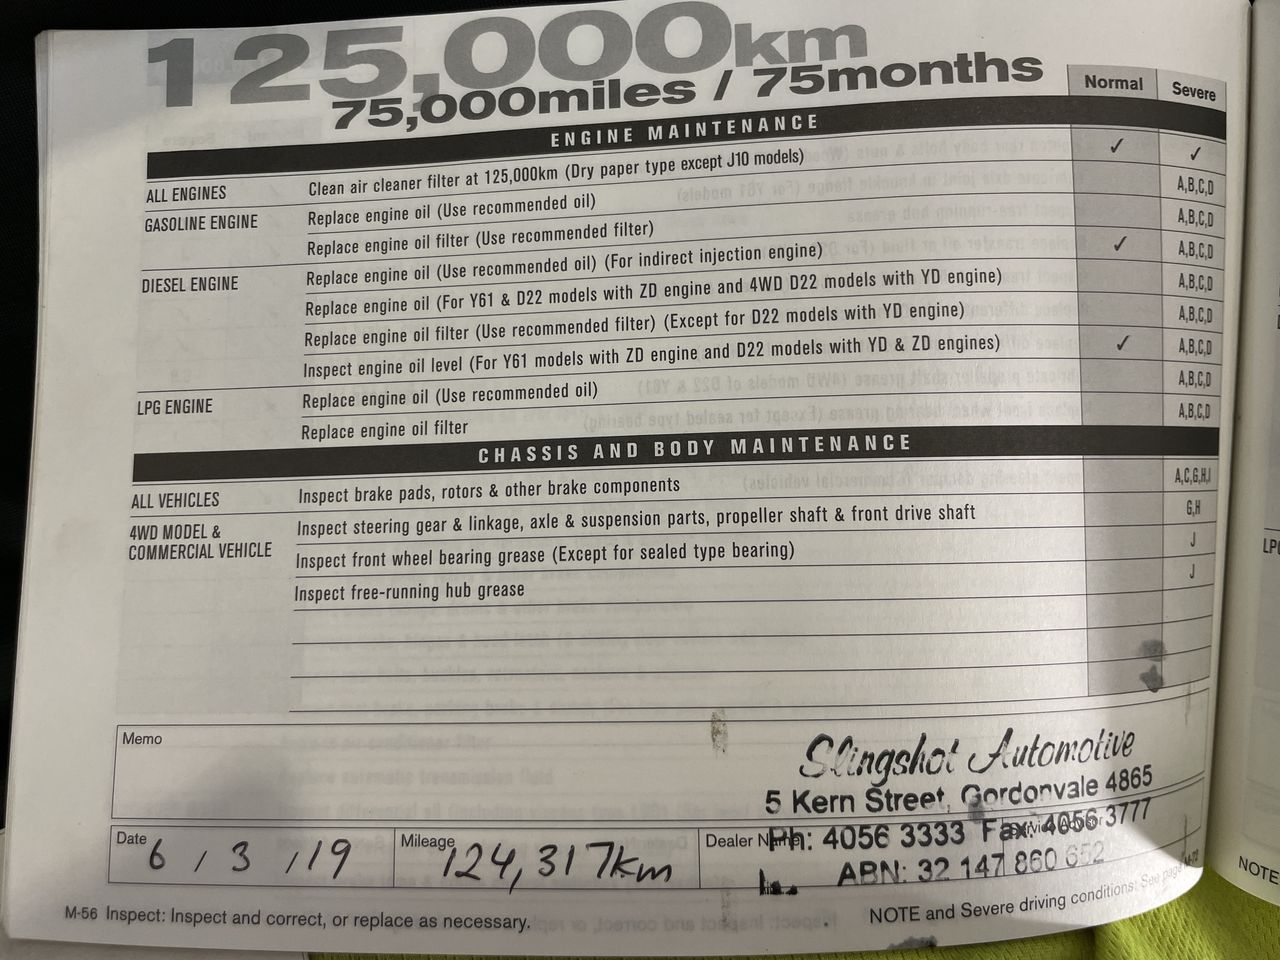 125,000km
75,000miles / 75months
Normal Severe
ENGINE MAINTENANCE
ALL ENGINES Clean air cleaner filter at 125,000km (Dry paper type except J10 models) ✓ ✓
GASOLINE ENGINE Replace engine oil (Use recommended oil) A,B,C,D
Replace engine oil filter (Use recommended filter) A,B,C,D
DIESEL ENGINE Replace engine oil (Use recommended oil) (For indirect injection engine) ✓ A,B,C,D
Replace engine oil (For Y61 & D22 models with ZD engine and 4WD D22 models with YD engine) A,B,C,D
Replace engine oil filter (Use recommended filter) (Except for D22 models with YD engine) A,B,C,D
Inspect engine oil level (For Y61 models with ZD engine and D22 models with YD & ZD engines) ✓ A,B,C,D
LPG ENGINE Replace engine oil (Use recommended oil) A,B,C,D
Replace engine oil filter A,B,C,D
CHASSIS AND BODY MAINTENANCE
ALL VEHICLES Inspect brake pads, rotors & other brake components A,C,G,H,I
4WD MODEL & COMMERCIAL VEHICLE Inspect steering gear & linkage, axle & suspension parts, propeller shaft & front drive shaft G,H
Inspect front wheel bearing grease (Except for sealed type bearing) J
Inspect free-running hub grease J
Memo
Slingshot Automotive
5 Kern Street, Gordonvale 4865
Ph: 4056 3333 Fax: 4056 3777
ABN: 32 147 860 652
Date 6 / 3 / 19
Mileage 124,317km
Dealer Name
M-56 Inspect: Inspect and correct, or replace as necessary.
NOTE and Severe driving conditions: See page
NOTE